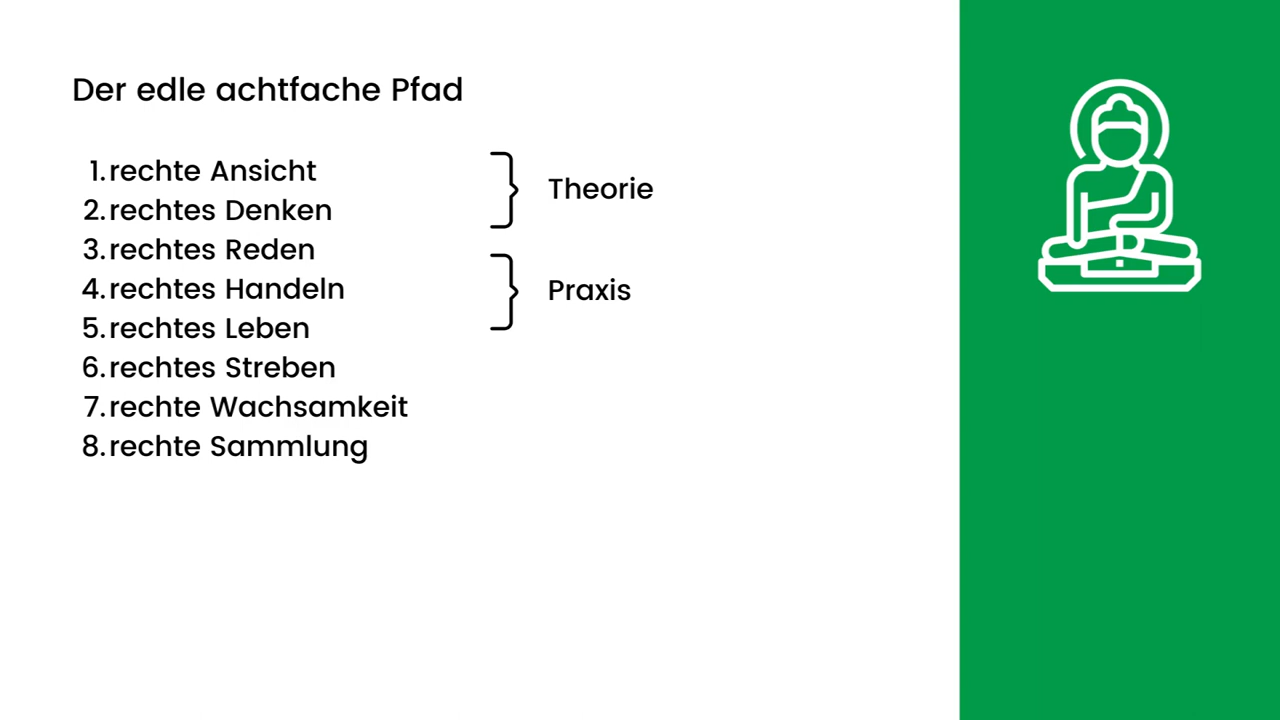 Der edle achtfache Pfad
1. rechte Ansicht
2. rechtes Denken
3. rechtes Reden
4. rechtes Handeln
5. rechtes Leben
6. rechtes Streben
7. rechte Wachsamkeit
8. rechte Sammlung
Theorie
Praxis